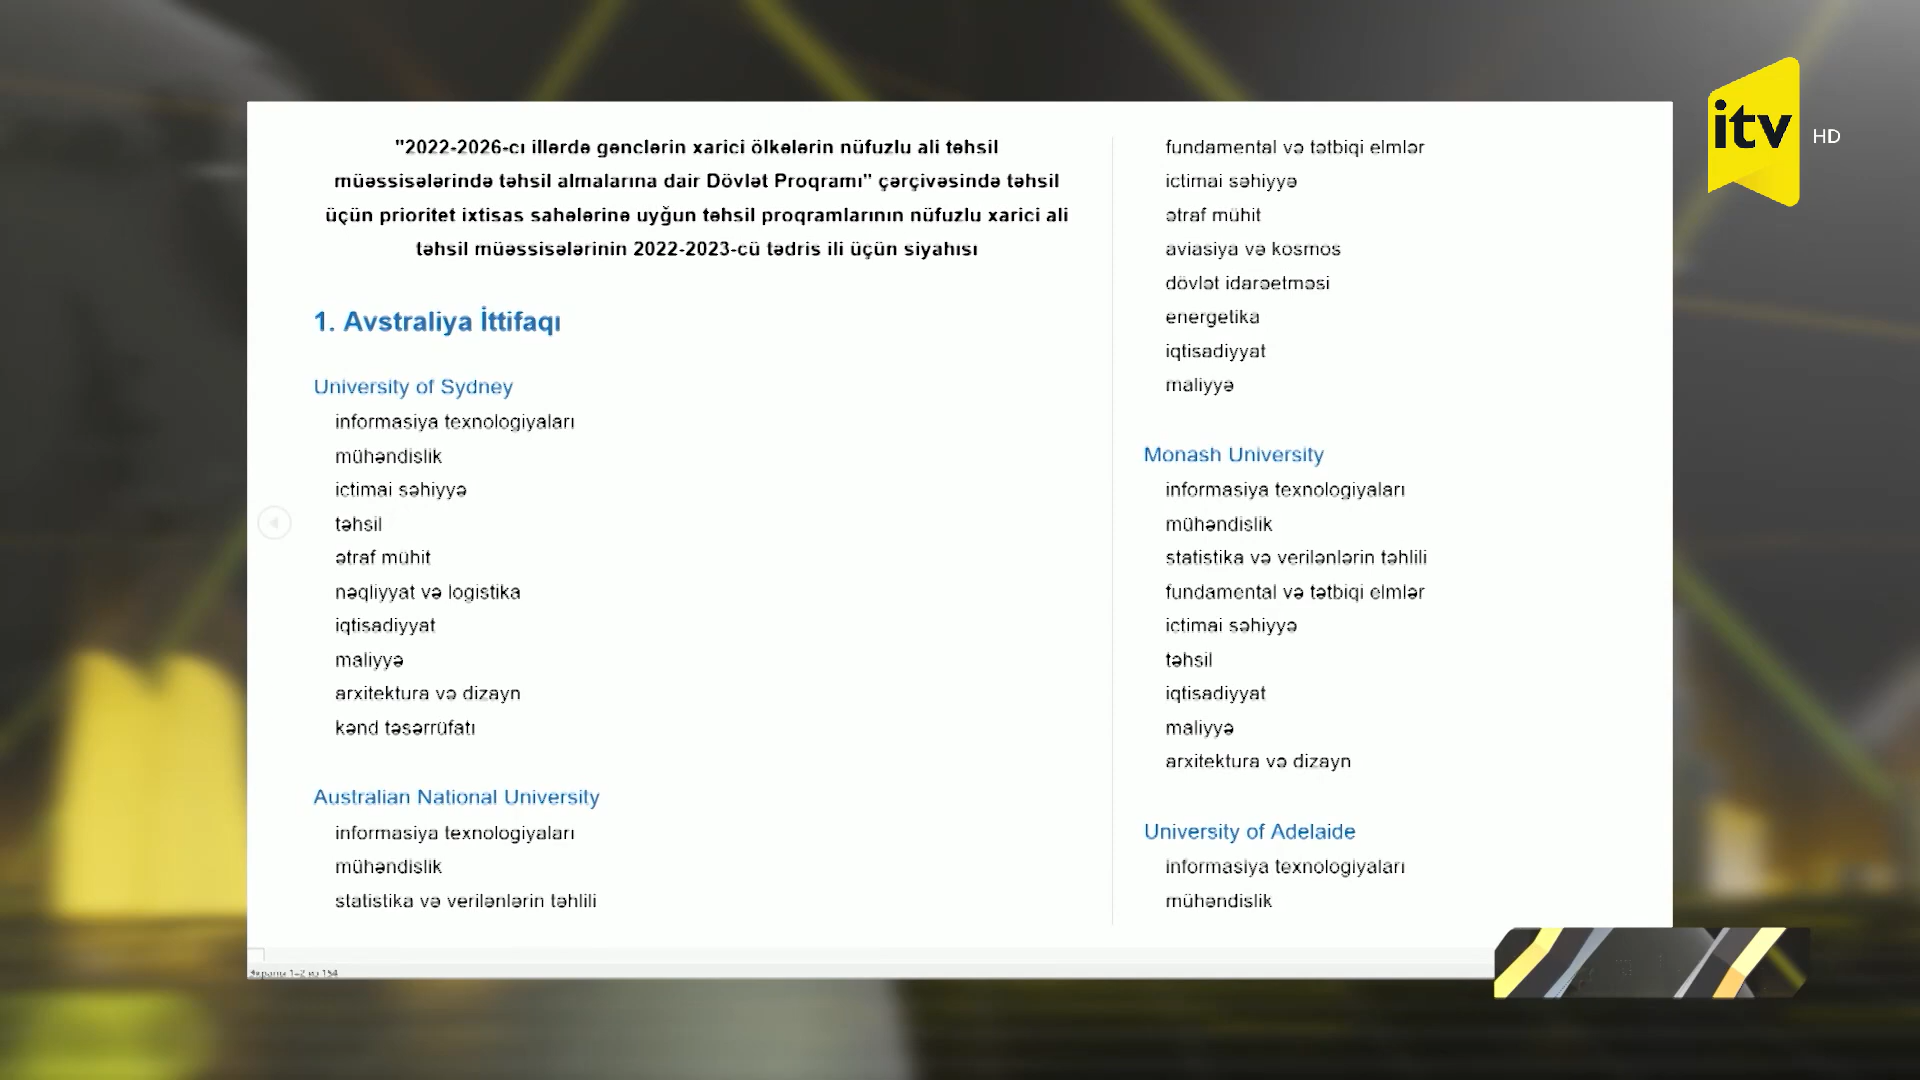 "2022-2026-cı illərdə gənclərin xarici ölkələrin nüfuzlu ali təhsil
müəssisələrində təhsil almalarına dair Dövlət Proqramı" çərçivəsində təhsil
üçün prioritet ixtisas sahələrinə uyğun təhsil proqramlarının nüfuzlu xarici ali
təhsil müəssisələrinin 2022-2023-cü tədris ili üçün siyahısı
1. Avstraliya İttifaqı
University of Sydney
informasiya texnologiyaları
mühəndislik
ictimai səhiyyə
təhsil
ətraf mühit
nəqliyyat və logistika
iqtisadiyyat
maliyyə
arxitektura və dizayn
kənd təsərrüfatı
Australian National University
informasiya texnologiyaları
mühəndislik
statistika və verilənlərin təhlili
fundamental və tətbiqi elmlər
ictimai səhiyyə
ətraf mühit
aviasiya və kosmos
dövlət idarəetməsi
energetika
iqtisadiyyat
maliyyə
Monash University
informasiya texnologiyaları
mühəndislik
statistika və verilənlərin təhlili
fundamental və tətbiqi elmlər
ictimai səhiyyə
təhsil
iqtisadiyyat
maliyyə
arxitektura və dizayn
University of Adelaide
informasiya texnologiyaları
mühəndislik
Экраны 1–2 из 154
itv HD